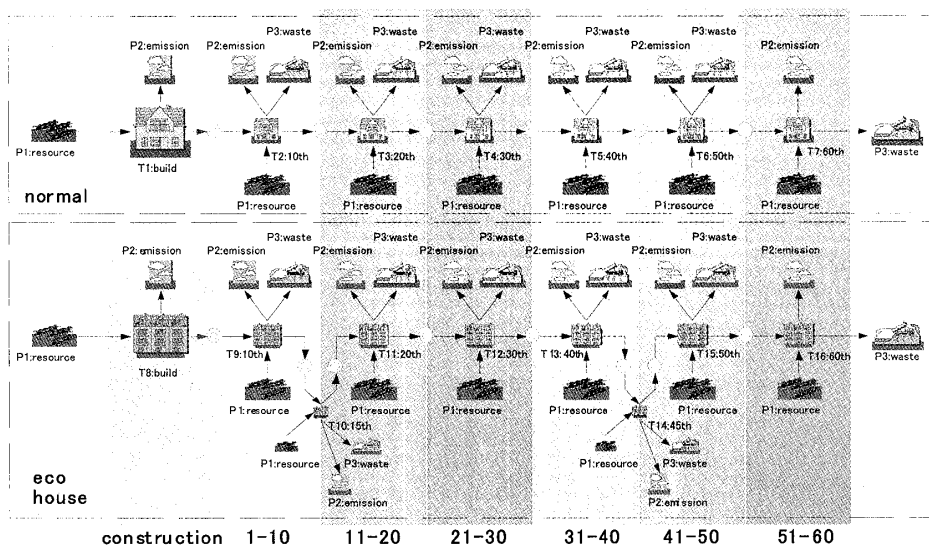 P3:waste P3:waste P3:waste P3:waste P3:waste
P2:emission P2:emission P2:emission P2:emission P2:emission P2:emission P2:emission
P1:resource
T1:build
T2:10th T3:20th T4:30th T5:40th T6:50th T7:60th
P3:waste
P1:resource P1:resource P1:resource P1:resource P1:resource P1:resource
normal
P3:waste P3:waste P3:waste P3:waste P3:waste
P2:emission P2:emission P2:emission P2:emission P2:emission P2:emission P2:emission
P1:resource
T8:build
T9:10th T11:20th T12:30th T13:40th T15:50th T16:60th
P3:waste
P1:resource P1:resource P1:resource P1:resource P1:resource P1:resource
T10:15th T14:45th
P1:resource P3:waste P1:resource P3:waste
P2:emission P2:emission
eco
house
construction 1-10 11-20 21-30 31-40 41-50 51-60